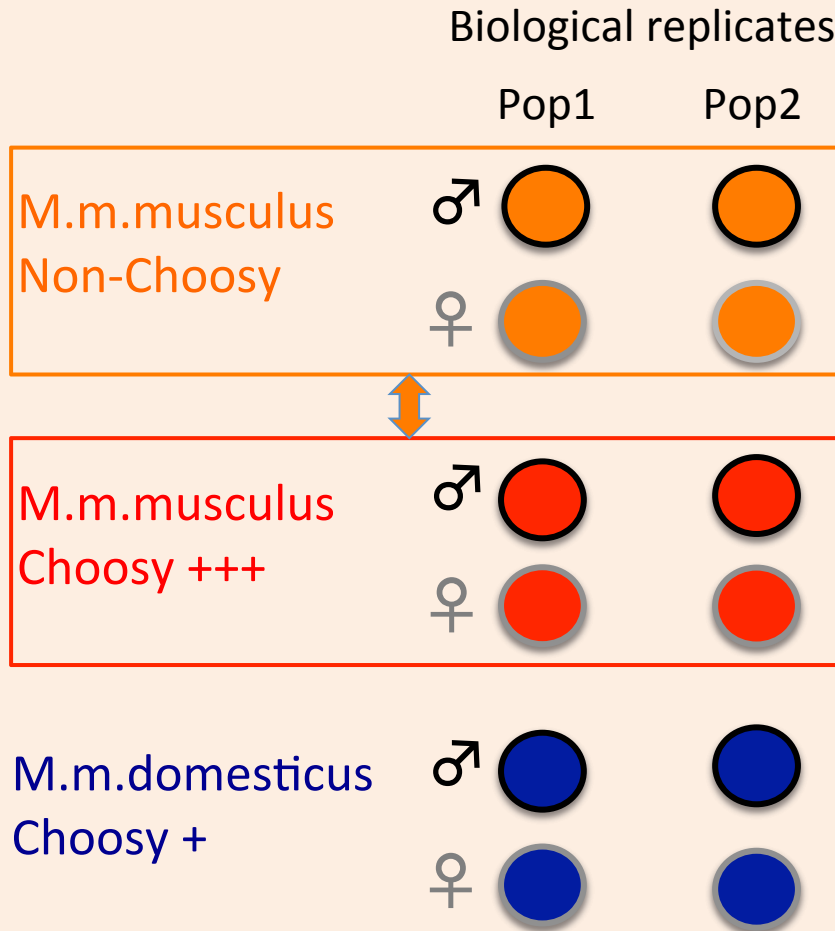 Biological replicates
Pop1 Pop2
M.m.musculus ♂
Non-Choosy
♀
M.m.musculus ♂
Choosy +++
♀
M.m.domesticus ♂
Choosy +
♀